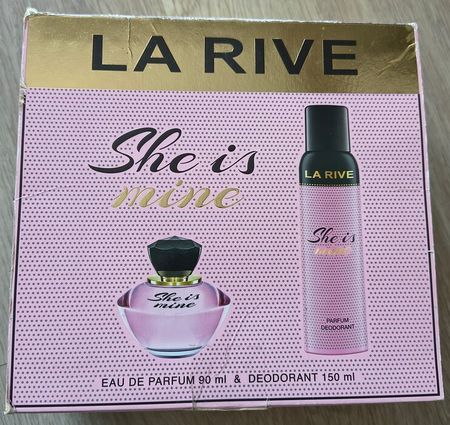 LA RIVE
She is
mine
LA RIVE
She is
mine
PARFUM
DEODORANT
She is
mine
EAU DE PARFUM 90 ml & DEODORANT 150 ml